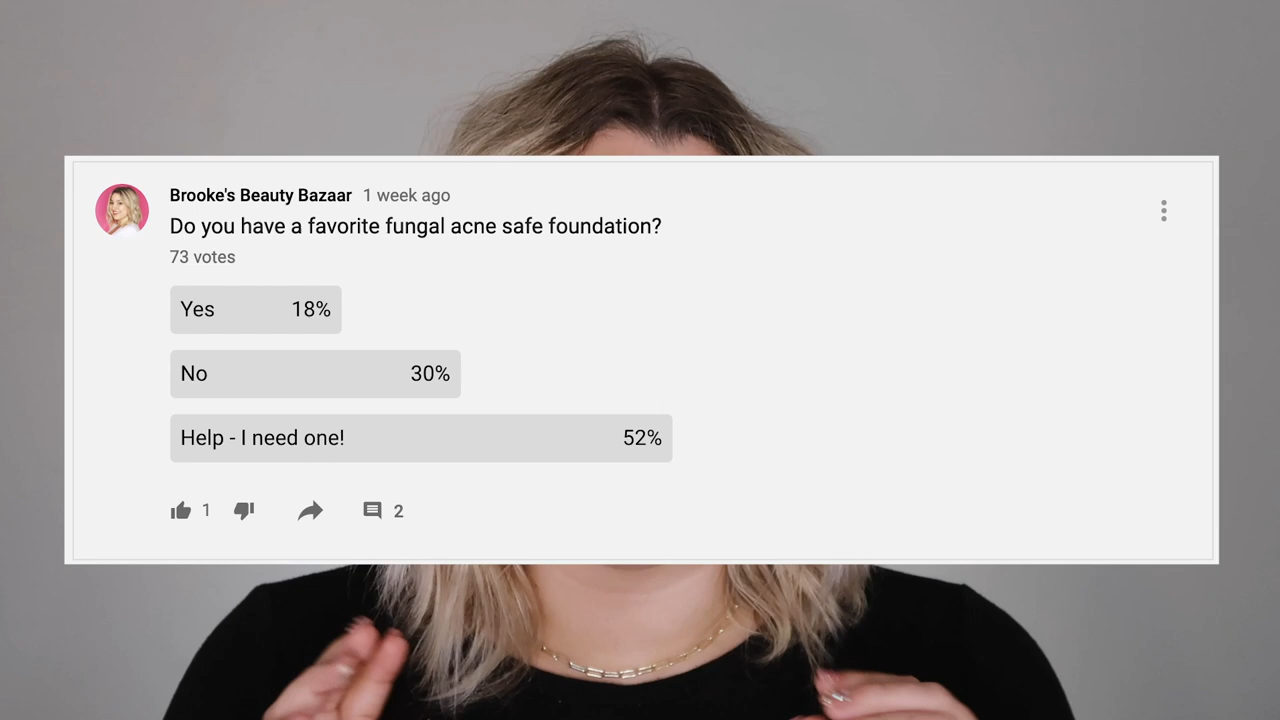 Brooke's Beauty Bazaar 1 week ago
Do you have a favorite fungal acne safe foundation?
73 votes
Yes 18%
No 30%
Help - I need one! 52%
1 2